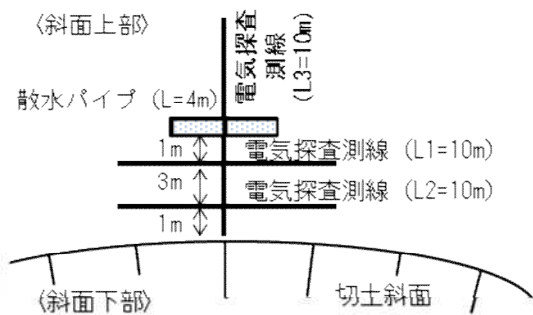 〈斜面上部〉
電気探査
測線
(L3=10m)
散水パイプ (L=4m)
1m
電気探査測線 (L1=10m)
3m
電気探査測線 (L2=10m)
1m
〈斜面下部〉
切土斜面